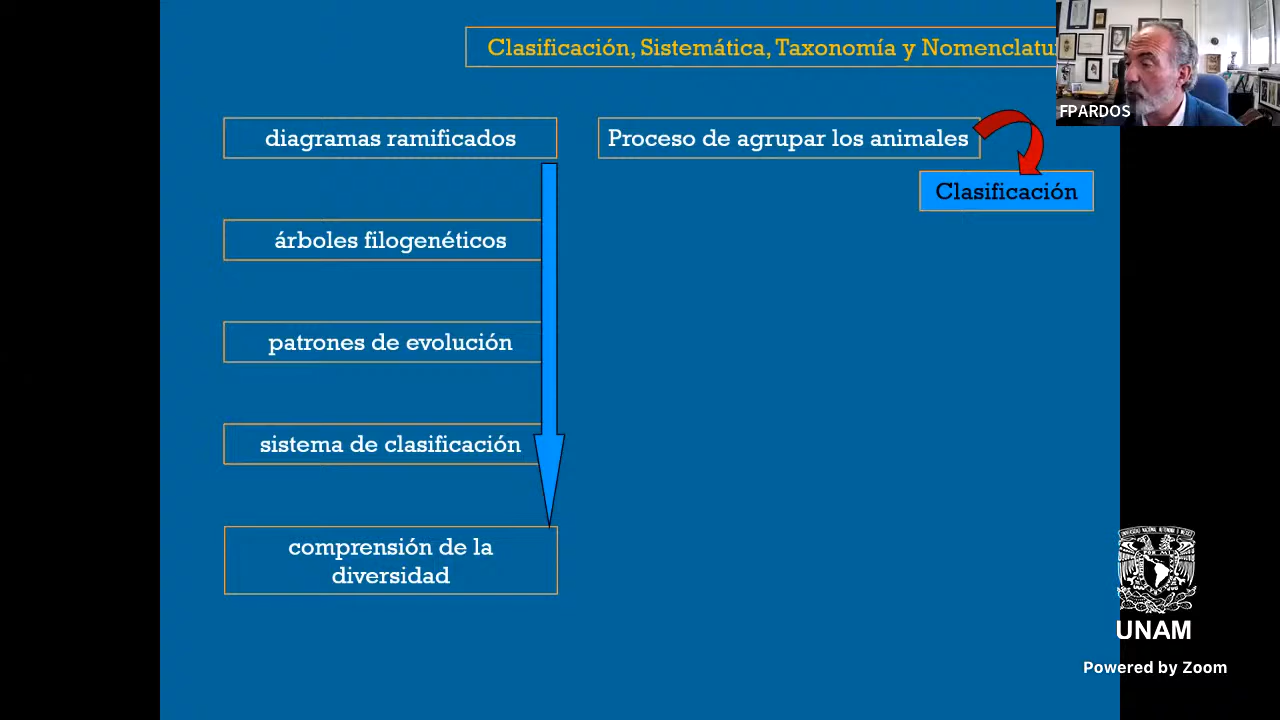 Clasificación, Sistemática, Taxonomía y
FPARDOS
diagramas ramificados
Proceso de agrupar los animales
Clasificación
árboles filogenéticos
patrones de evolución
sistema de clasificación
comprensión de la
diversidad
UNAM
Powered by Zoom